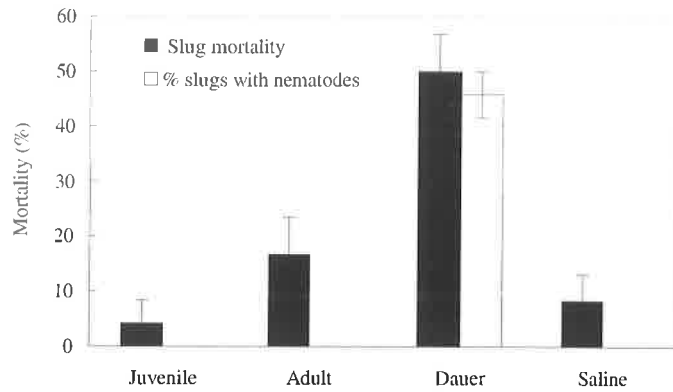 60
50
40
30
20
10
0
Mortality (%)
Slug mortality
% slugs with nematodes
Juvenile Adult Dauer Saline